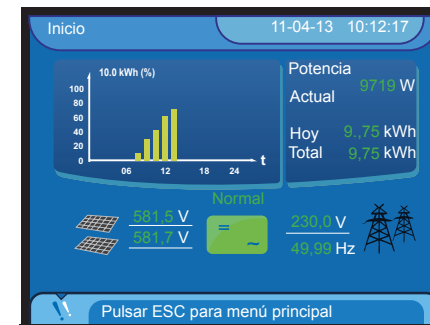 Inicio 11-04-13 10:12:17
10.0 kWh (%)
100
80
60
40
20
0
06 12 18 24 t
Potencia
Actual 9719 W
Hoy 9.,75 kWh
Total 9,75 kWh
Normal
581,5 V
581,7 V
=
~
230,0 V
49,99 Hz
Pulsar ESC para menú principal